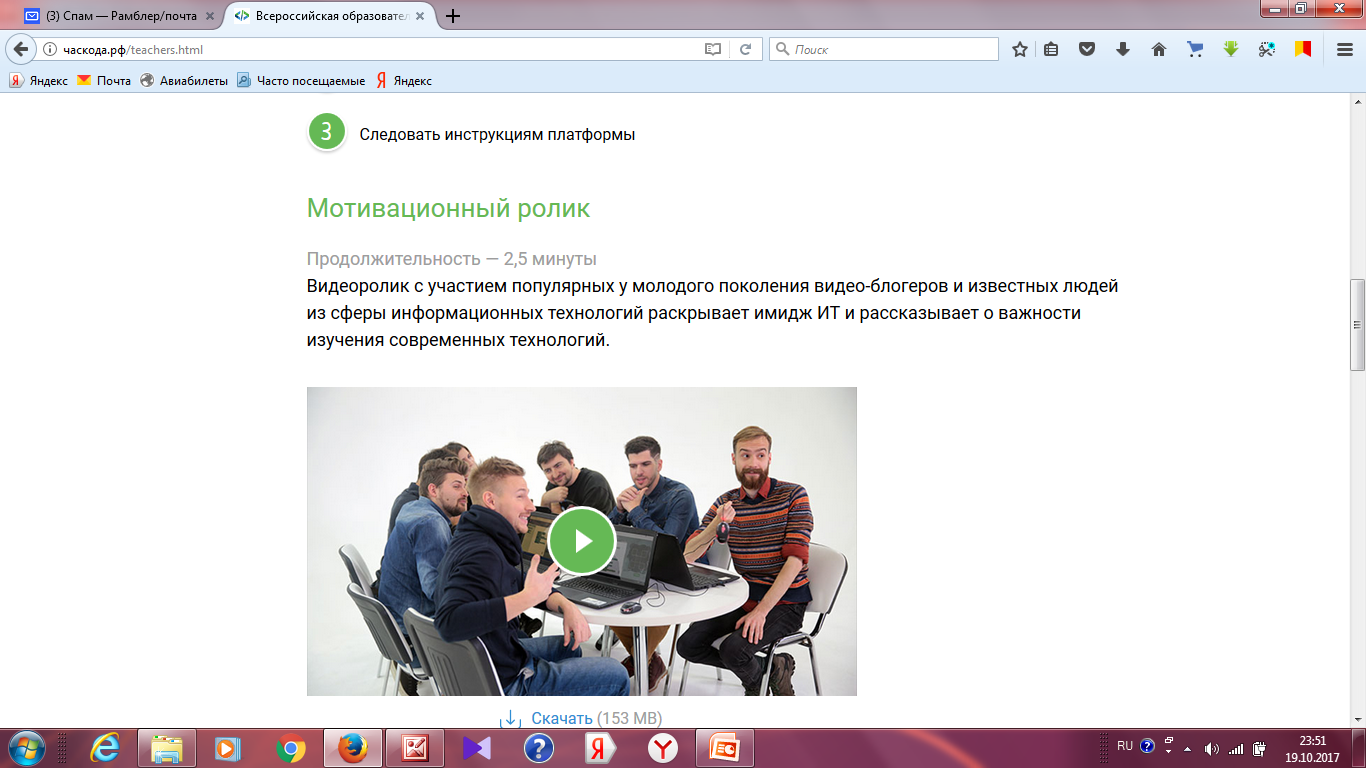 (3) Спам — Рамблер/почта
Всероссийская образовател
часкода.рф/teachers.html
Поиск
Яндекс
Почта
Авиабилеты
Часто посещаемые
Яндекс
3
Следовать инструкциям платформы
Мотивационный ролик
Продолжительность — 2,5 минуты
Видеоролик с участием популярных у молодого поколения видео-блогеров и известных людей
из сферы информационных технологий раскрывает имидж ИТ и рассказывает о важности
изучения современных технологий.
Скачать (153 MB)
RU
23:51
19.10.2017